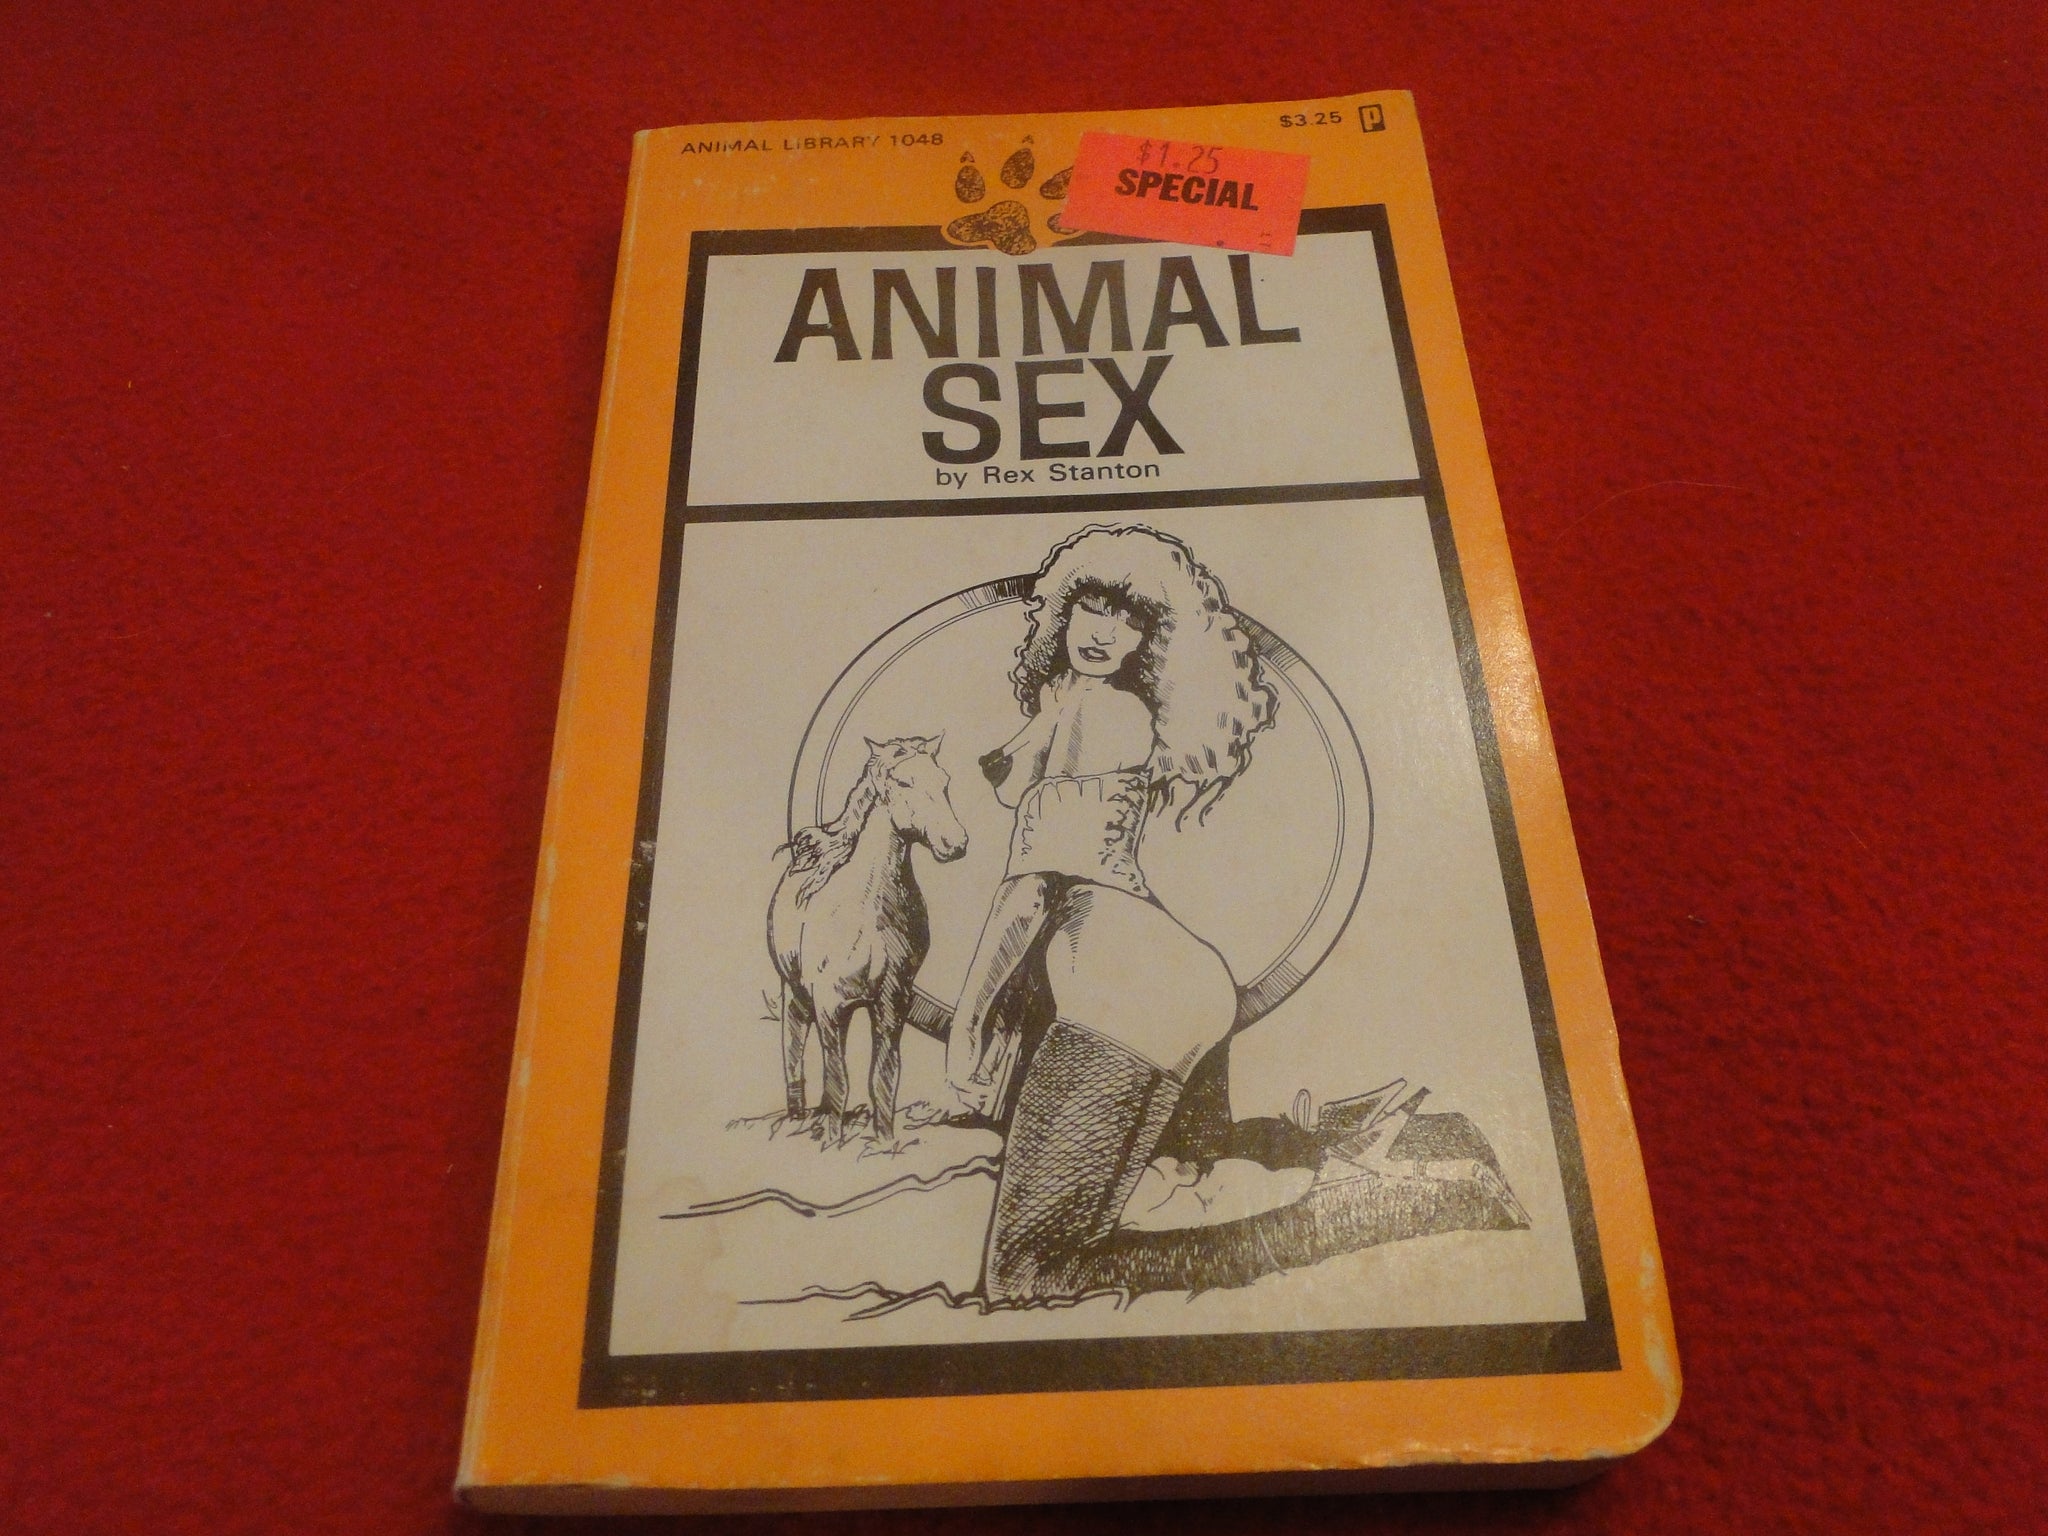 ANIMAL LIBRARY 1048
$3.25 P
$1.25
SPECIAL
ANIMAL
SEX
by Rex Stanton